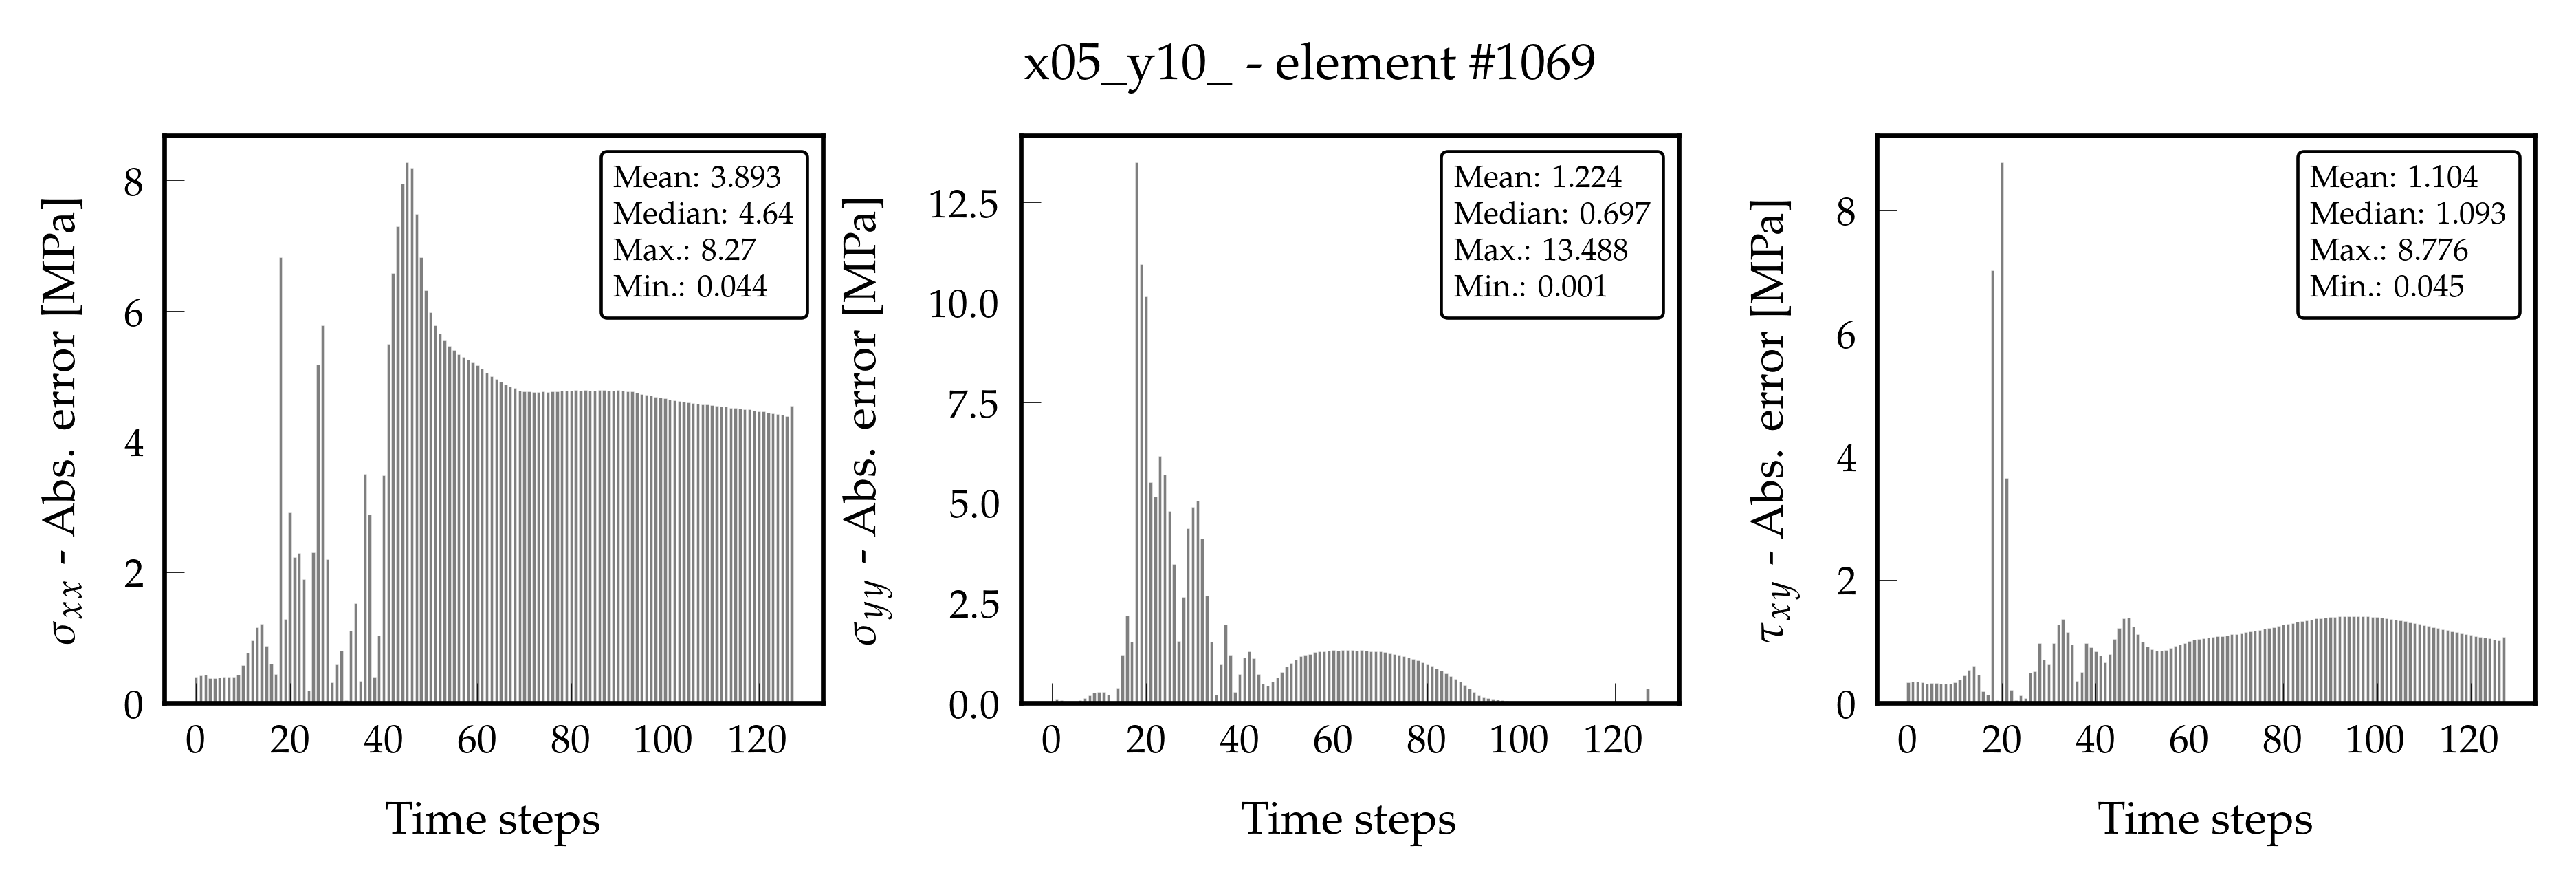 x05_y10_ - element #1069
σxx - Abs. error [MPa]
8
6
4
2
0
Mean: 3.893
Median: 4.64
Max.: 8.27
Min.: 0.044
0 20 40 60 80 100 120
Time steps
σyy - Abs. error [MPa]
12.5
10.0
7.5
5.0
2.5
0.0
Mean: 1.224
Median: 0.697
Max.: 13.488
Min.: 0.001
0 20 40 60 80 100 120
Time steps
τxy - Abs. error [MPa]
8
6
4
2
0
Mean: 1.104
Median: 1.093
Max.: 8.776
Min.: 0.045
0 20 40 60 80 100 120
Time steps